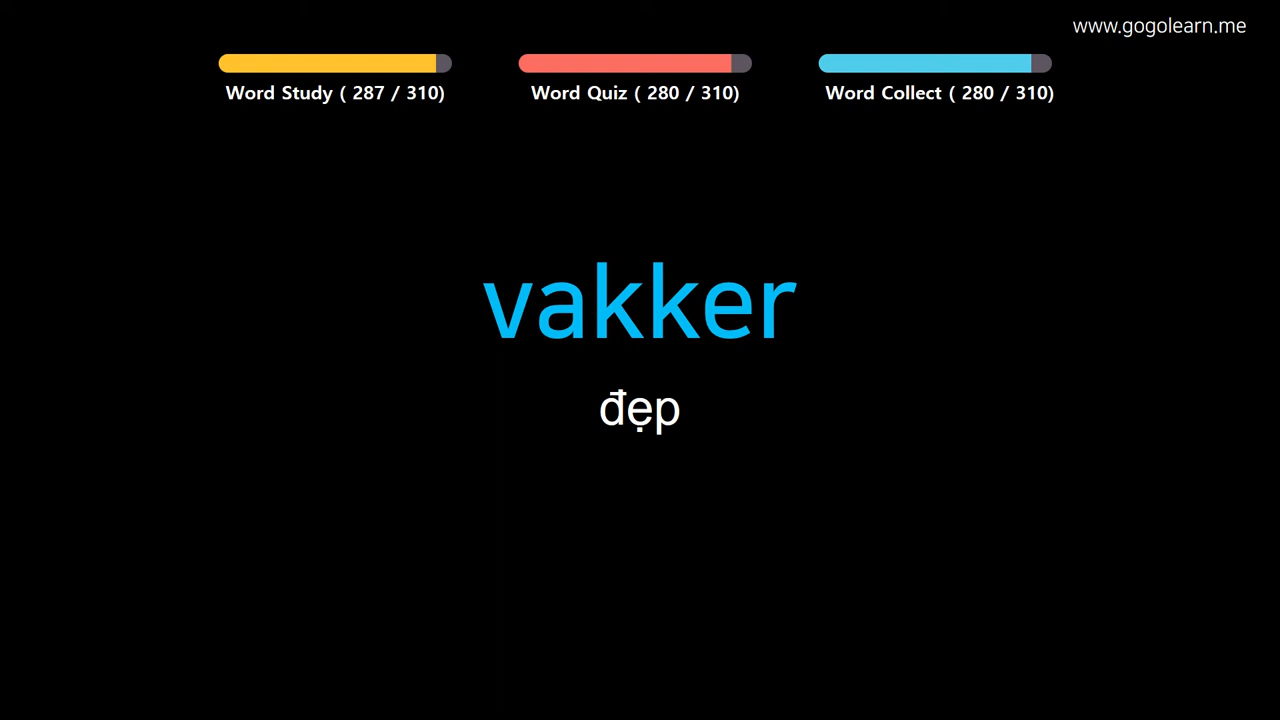 www.gogolearn.me
Word Study ( 287 / 310)
Word Quiz ( 280 / 310)
Word Collect ( 280 / 310)
vakker
đẹp